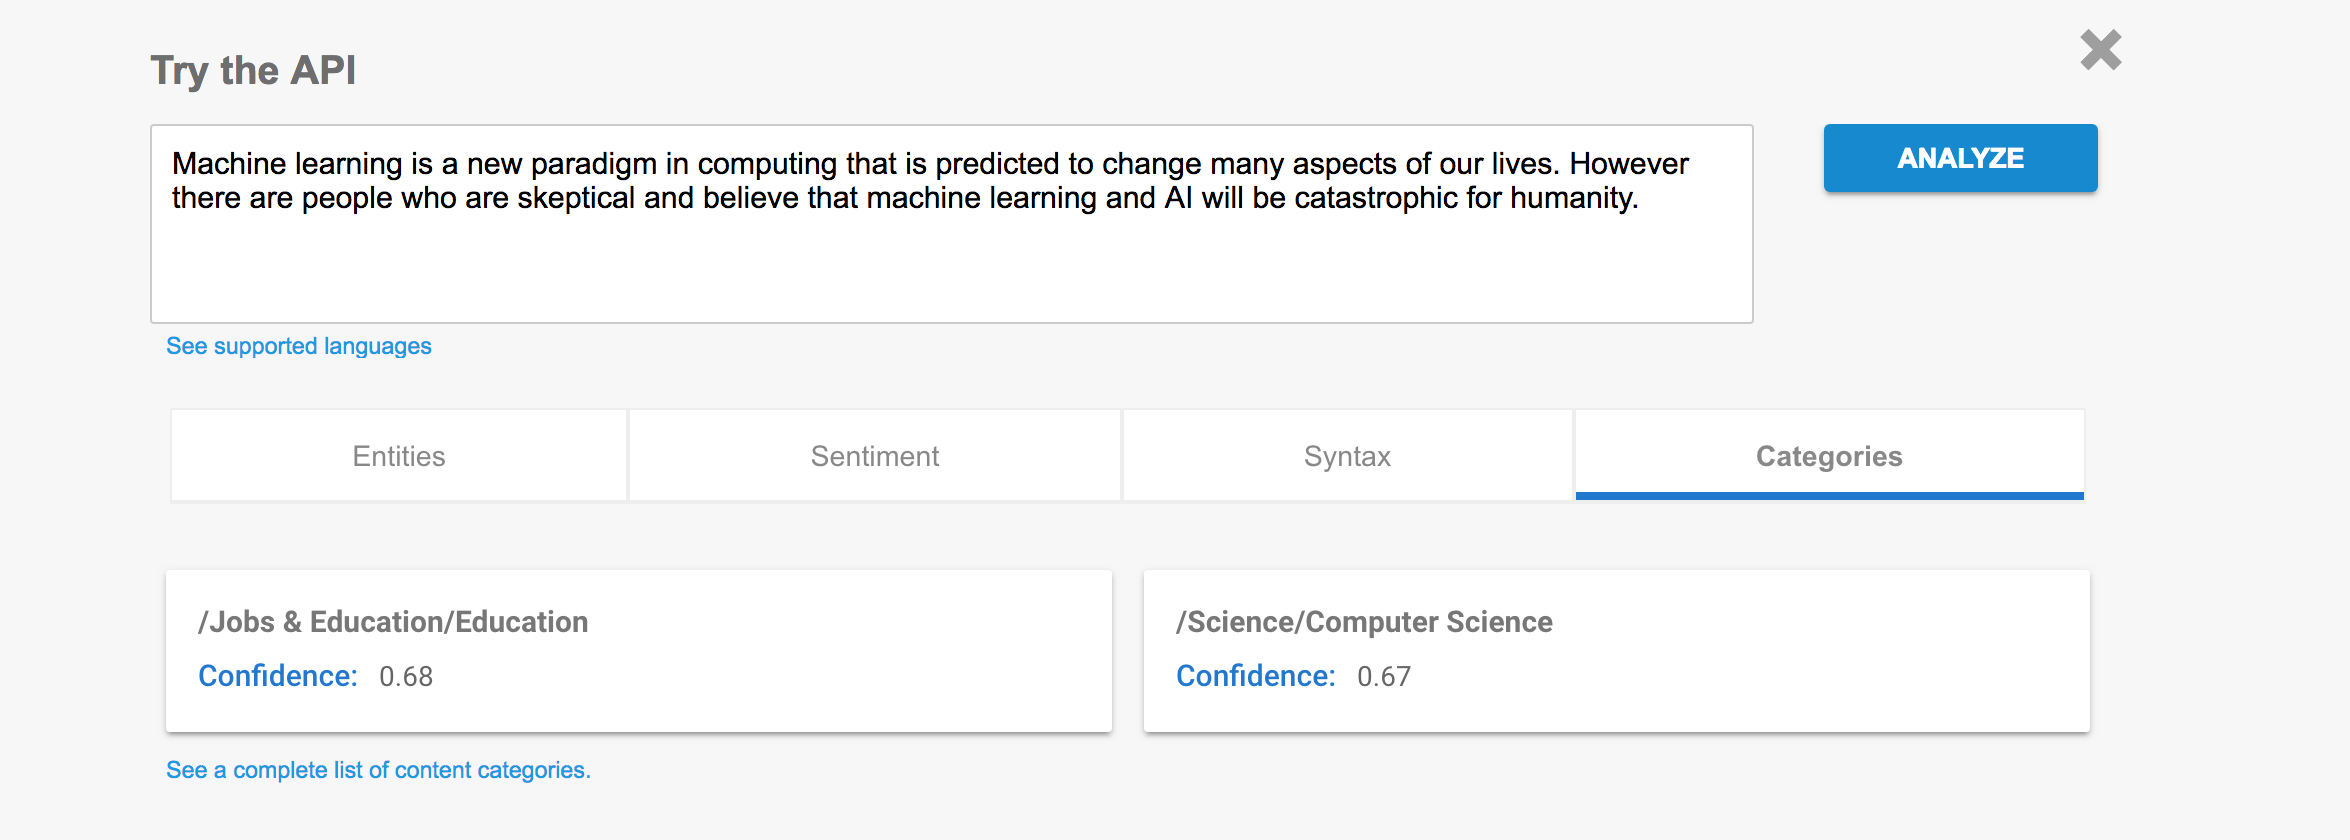 Try the API
Machine learning is a new paradigm in computing that is predicted to change many aspects of our lives. However
there are people who are skeptical and believe that machine learning and AI will be catastrophic for humanity.
ANALYZE
See supported languages
Entities
Sentiment
Syntax
Categories
/Jobs & Education/Education
Confidence: 0.68
/Science/Computer Science
Confidence: 0.67
See a complete list of content categories.